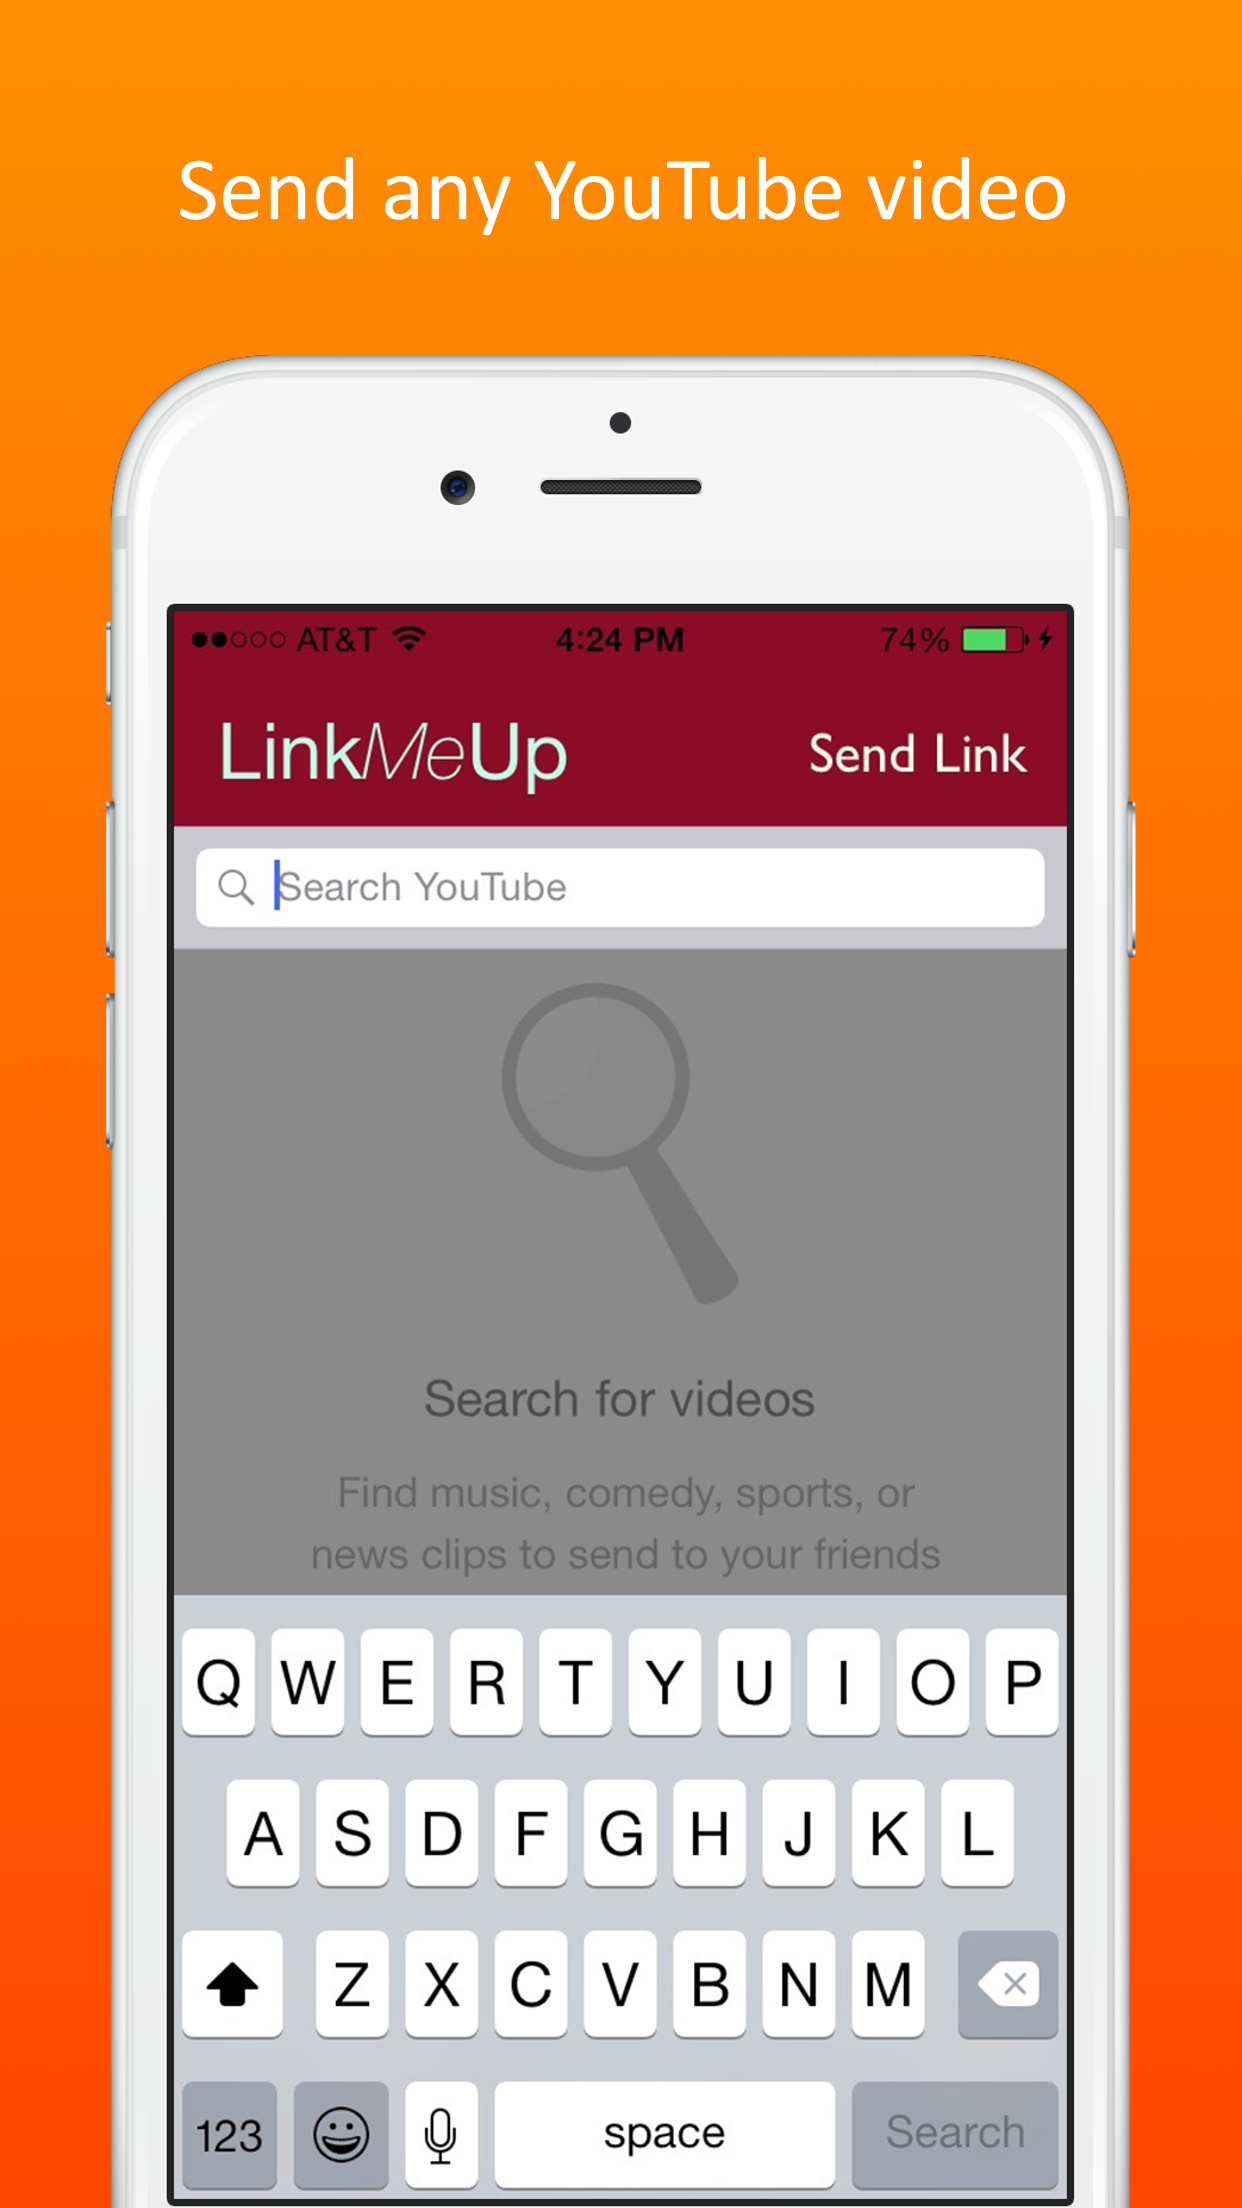 Send any YouTube video
AT&T 4:24 PM 74%
LinkMeUp Send Link
Search YouTube
Search for videos
Find music, comedy, sports, or
news clips to send to your friends
Q W E R T Y U I O P
A S D F G H J K L
Z X C V B N M
123 space Search